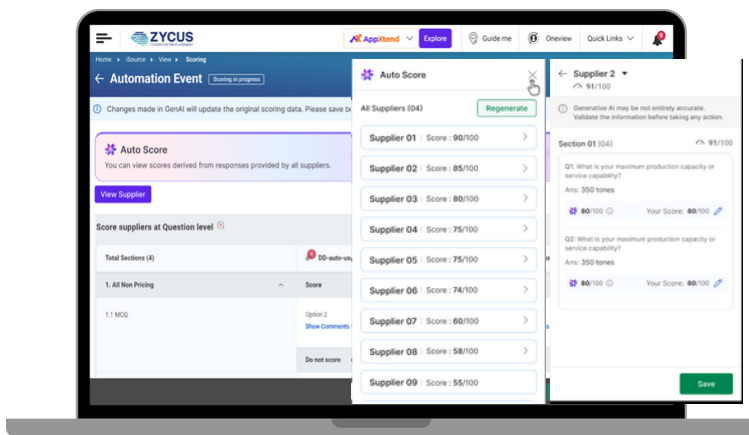 ZYCUS
COGNITIVE PROCUREMENT
AppXtend
Explore
Guide me
Oneview
Quick Links
Home › iSource › View › Scoring
← Automation Event
Scoring in progress
Changes made in GenAI will update the original scoring data. Please save
Auto Score
You can view scores derived from responses provided by all suppliers.
View Supplier
Score suppliers at Question level
Total Sections (4)
1. All Non Pricing
Score
1.1 MCQ
Option 2
Show Comments
Do not score
Auto Score
All Suppliers (04)
Regenerate
Supplier 01 | Score : 90/100
Supplier 02 | Score : 85/100
Supplier 03 | Score : 80/100
Supplier 04 | Score : 75/100
Supplier 05 | Score : 75/100
Supplier 06 | Score : 74/100
Supplier 07 | Score : 60/100
Supplier 08 | Score : 58/100
Supplier 09 | Score : 55/100
← Supplier 2
91/100
Generative AI may be not entirely accurate.
Validate the information before taking any action.
Section 01 (04)
91/100
Q1: What is your maximum production capacity or
service capability?
Ans: 350 tones
80/100
Your Score: 80/100
Q2: What is your maximum production capacity or
service capability?
Ans: 350 tones
80/100
Your Score: 80/100
Save